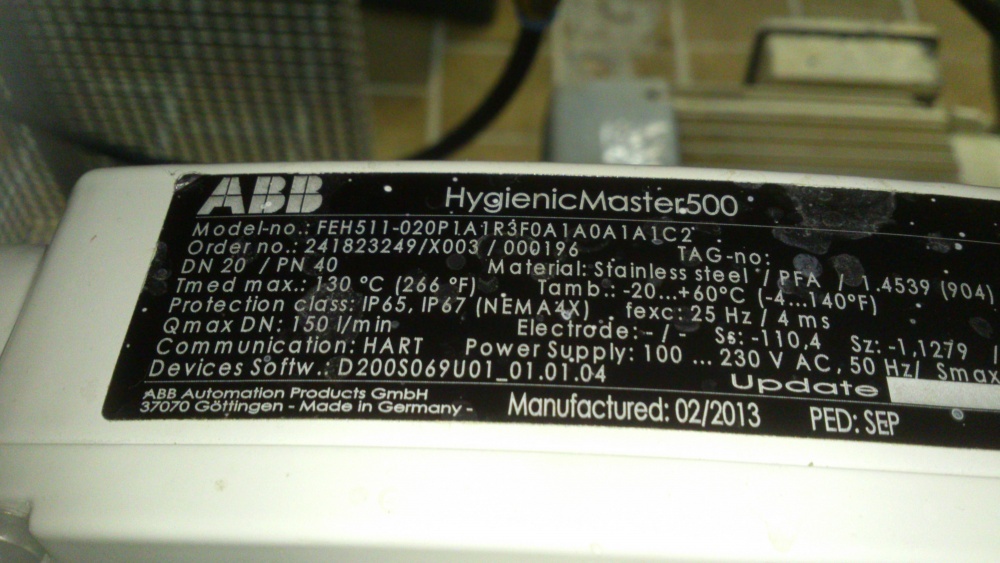 ABB HygienicMaster500
Model-no.: FEH511-020P1A1R3F0A1A0A1A1C2
Order no.: 241823249/X003 / 000196 TAG-no:
DN 20 / PN 40 Material: Stainless steel / PFA / 1.4539 (904)
Tmed max.: 130 °C (266 °F) Tamb.: -20...+60°C (-4...140°F)
Protection class: IP65, IP67 (NEMA4X) fexc: 25 Hz / 4 ms
Qmax DN: 150 l/min Electrode: - / - Ss: -110,4 Sz: -1,1279 /
Communication: HART Power Supply: 100 ... 230 V AC, 50 Hz/ Smax
Devices Softw.: D200S069U01_01.01.04
Update
ABB Automation Products GmbH
37070 Göttingen - Made in Germany - Manufactured: 02/2013 PED: SEP